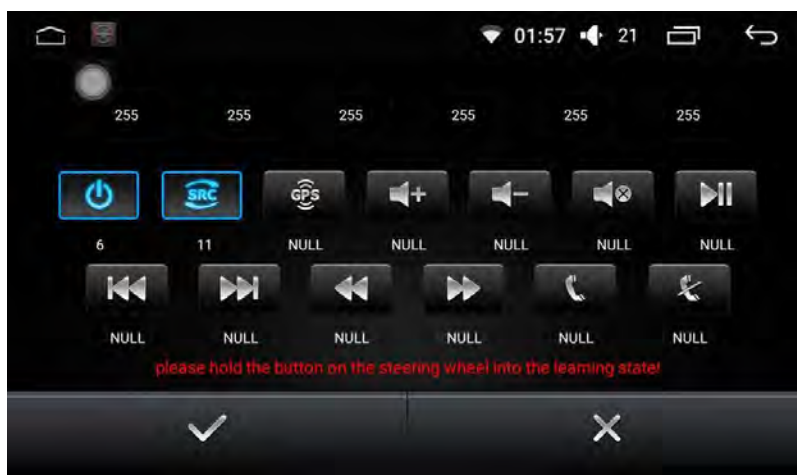 01:57 21
255 255 255 255 255 255
SRC GPS
6 11 NULL NULL NULL NULL NULL
NULL NULL NULL NULL NULL NULL
please hold the button on the steering wheel into the learning state!